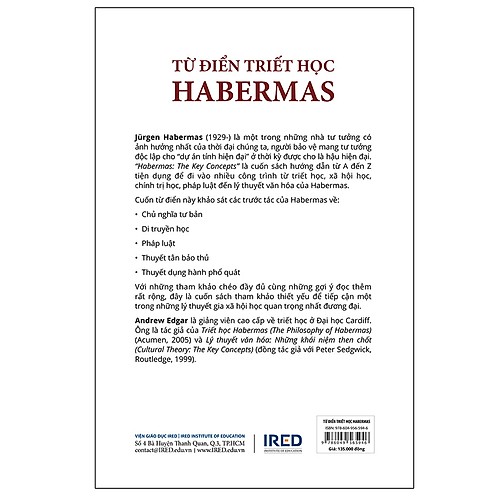 TỪ ĐIỂN TRIẾT HỌC
HABERMAS
Jürgen Habermas (1929-) là một trong những nhà tư tưởng có
ảnh hưởng nhất của thời đại chúng ta, người bảo vệ mang tư tưởng
độc lập cho “dự án tính hiện đại” ở thời kỳ được cho là hậu hiện đại.
“Habermas: The Key Concepts” là cuốn sách hướng dẫn từ A đến Z
tiện dụng để đi vào nhiều công trình từ triết học, xã hội học,
chính trị học, pháp luật đến lý thuyết văn hóa của Habermas.
Cuốn từ điển này khảo sát các trước tác của Habermas về:
• Chủ nghĩa tư bản
• Di truyền học
• Pháp luật
• Thuyết tân bảo thủ
• Thuyết dụng hành phổ quát
Với những tham khảo chéo đầy đủ cùng những gợi ý đọc thêm
rất rộng, đây là cuốn sách tham khảo thiết yếu để tiếp cận một
trong những lý thuyết gia xã hội học quan trọng nhất đương đại.
Andrew Edgar là giảng viên cao cấp về triết học ở Đại học Cardiff.
Ông là tác giả của Triết học Habermas (The Philosophy of Habermas)
(Acumen, 2005) và Lý thuyết văn hóa: Những khái niệm then chốt
(Cultural Theory: The Key Concepts) (đồng tác giả với Peter Sedgwick,
Routledge, 1999).
VIỆN GIÁO DỤC IRED | IRED INSTITUTE OF EDUCATION
Số 4 Bà Huyện Thanh Quan, Q.3, TP.HCM
contact@IRED.edu.vn | www.IRED.edu.vn
IRED
INSTITUTE OF EDUCATION
TỪ ĐIỂN TRIẾT HỌC HABERMAS
Giá: 135.000 đồng